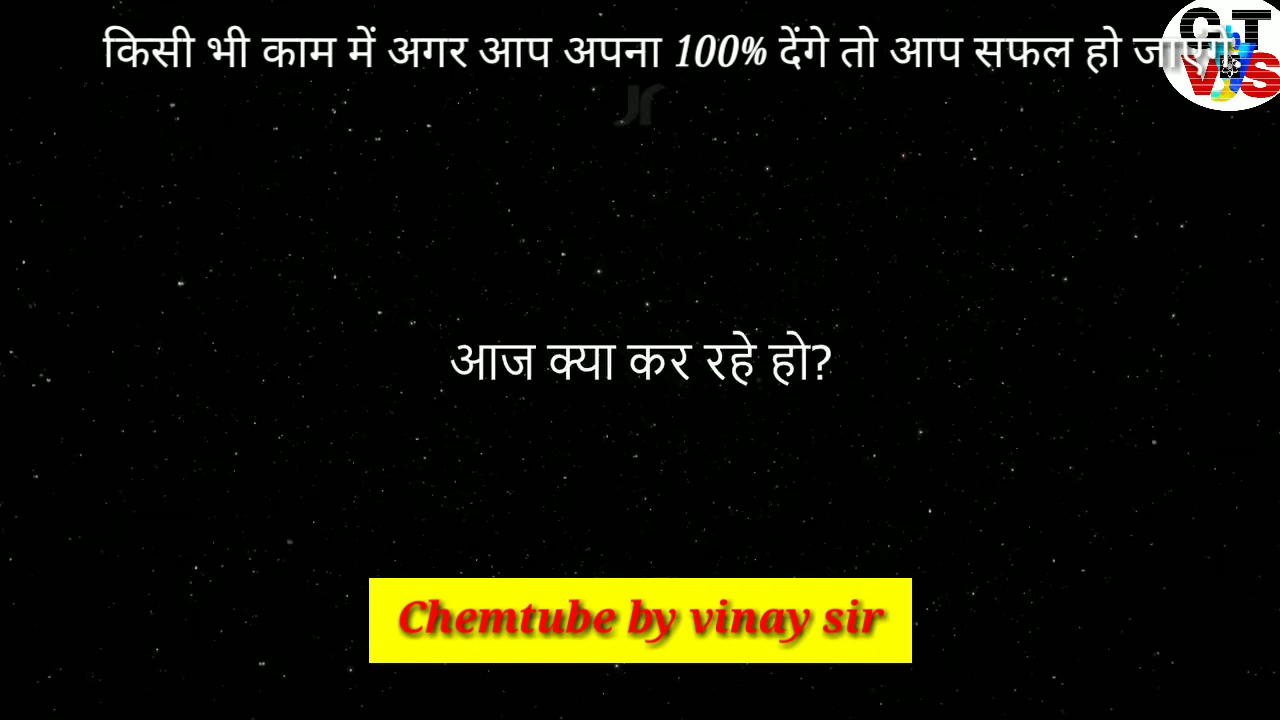 किसी भी काम में अगर आप अपना 100% देंगे तो आप सफल हो जाएंगे
आज क्या कर रहे हो?
Chemtube by vinay sir